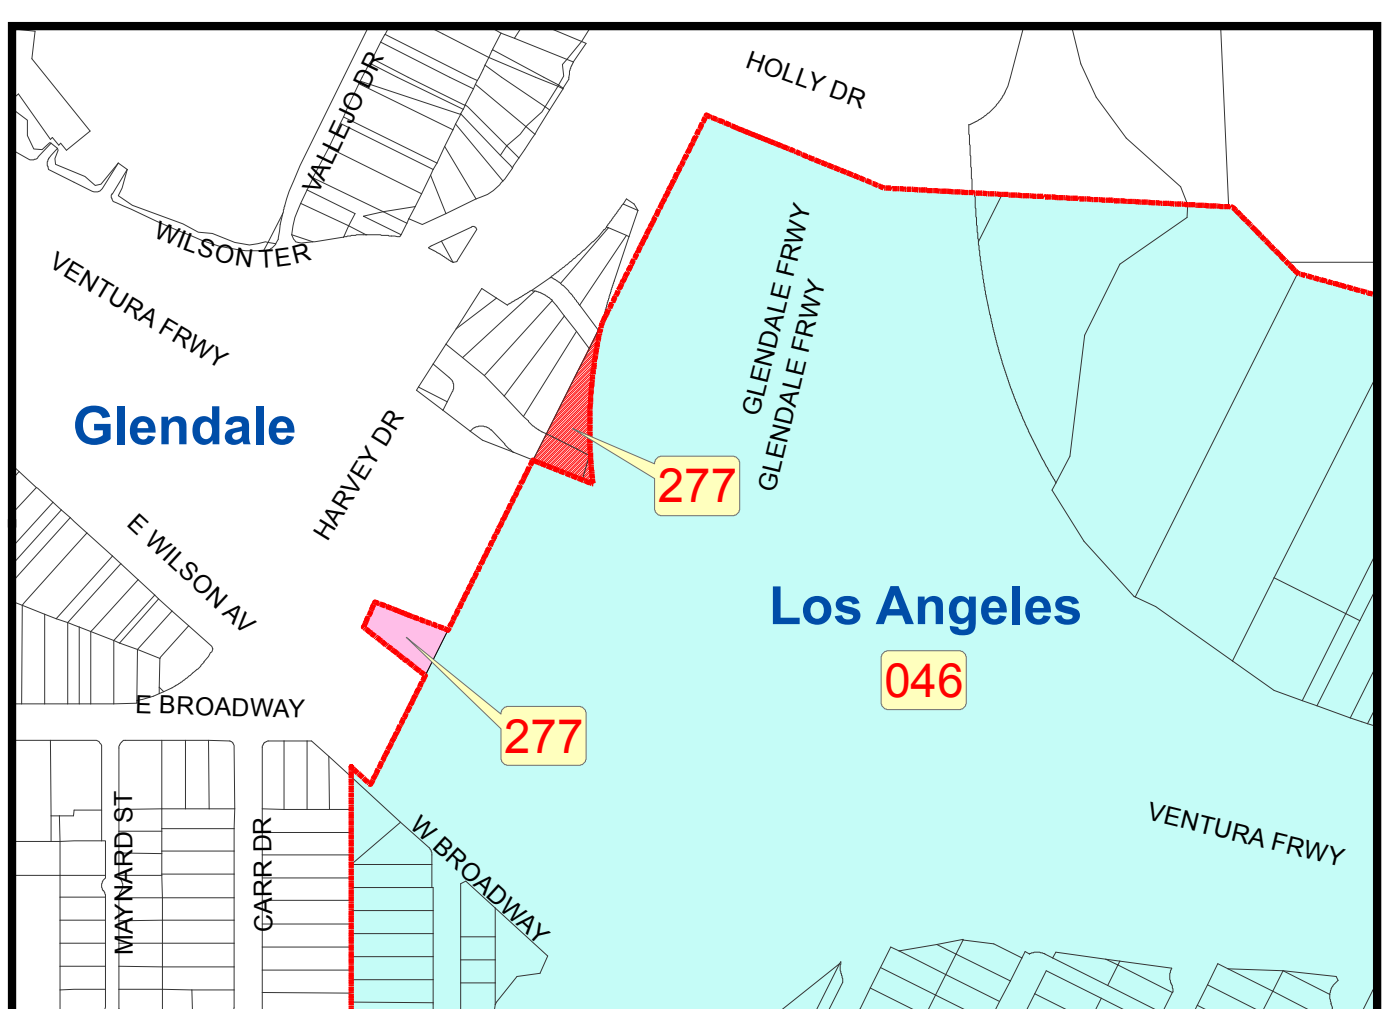 HOLLY DR
VALLEJO DR
WILSON TER
VENTURA FRWY
GLENDALE FRWY
GLENDALE FRWY
Glendale
HARVEY DR
277
E WILSON AV
Los Angeles
046
E BROADWAY
277
MAYNARD ST
CARR DR
W BROADWAY
VENTURA FRWY